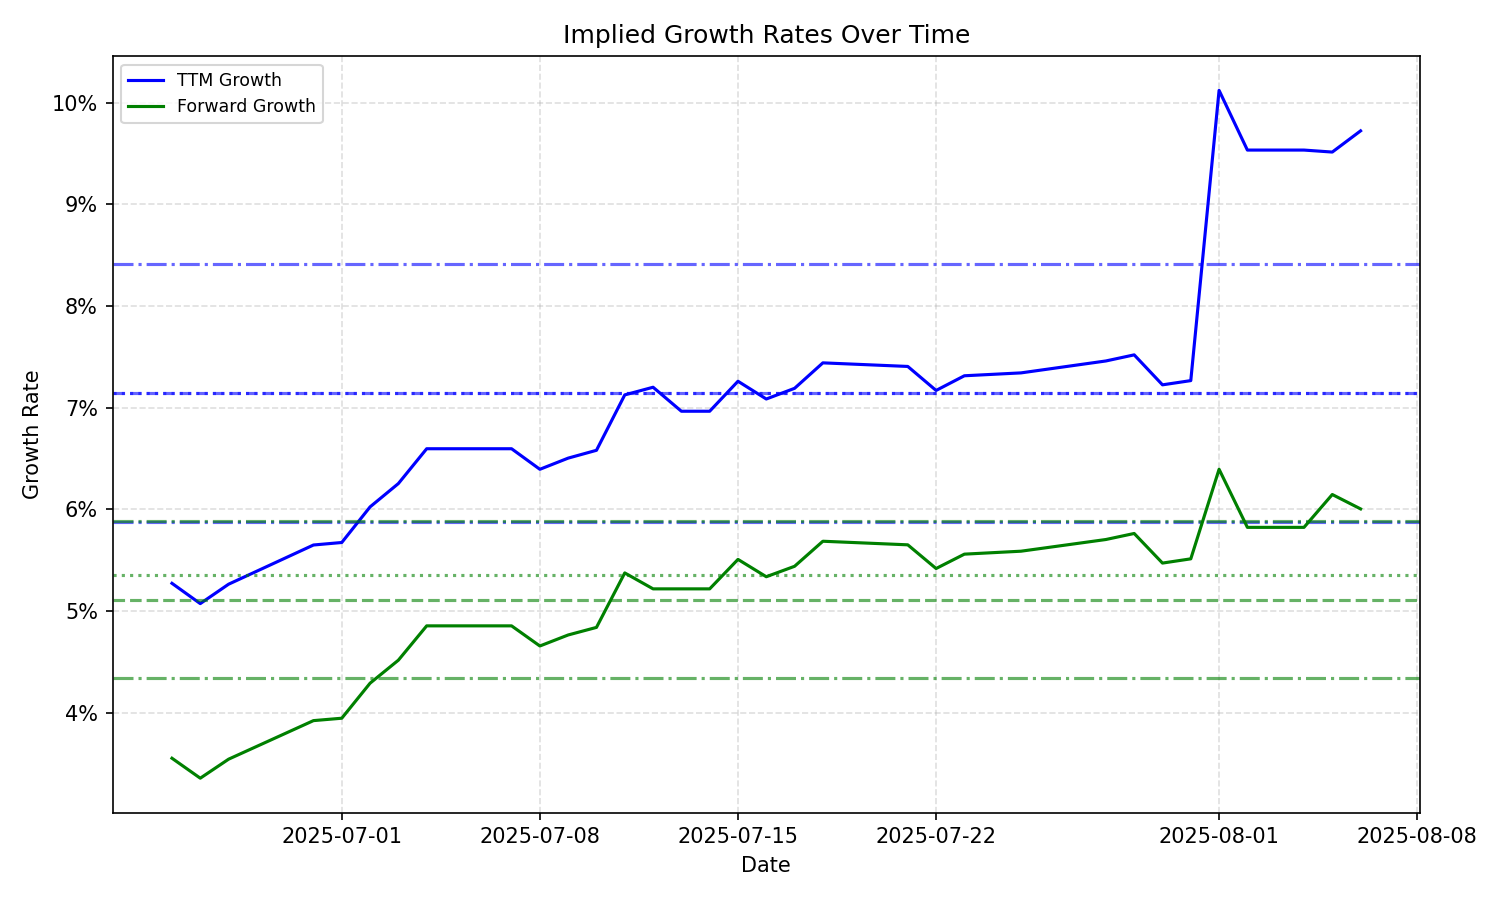 Implied Growth Rates Over Time
TTM Growth
Forward Growth
10%
9%
8%
7%
6%
5%
4%
Growth Rate
2025-07-01
2025-07-08
2025-07-15
2025-07-22
2025-08-01
2025-08-08
Date